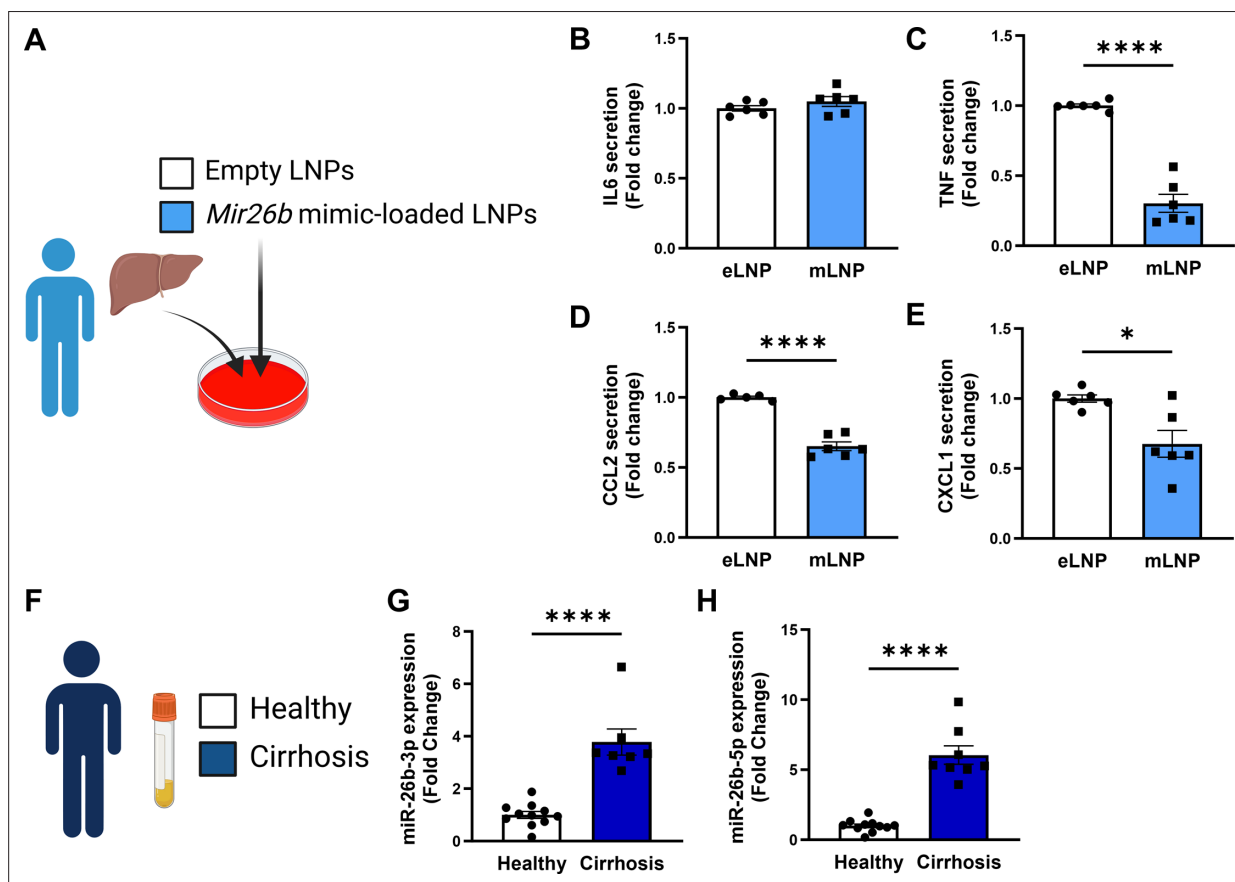 A
Empty LNPs
Mir26b mimic-loaded LNPs
B
IL6 secretion
(Fold change)
1.5
1.0
0.5
0.0
eLNP mLNP
C
TNF secretion
(Fold change)
1.5
1.0
0.5
0.0
****
eLNP mLNP
D
CCL2 secretion
(Fold change)
1.5
1.0
0.5
0.0
****
eLNP mLNP
E
CXCL1 secretion
(Fold change)
1.5
1.0
0.5
0.0
*
eLNP mLNP
F
Healthy
Cirrhosis
G
miR-26b-3p expression
(Fold Change)
8
6
4
2
0
****
Healthy Cirrhosis
H
miR-26b-5p expression
(Fold Change)
15
10
5
0
****
Healthy Cirrhosis